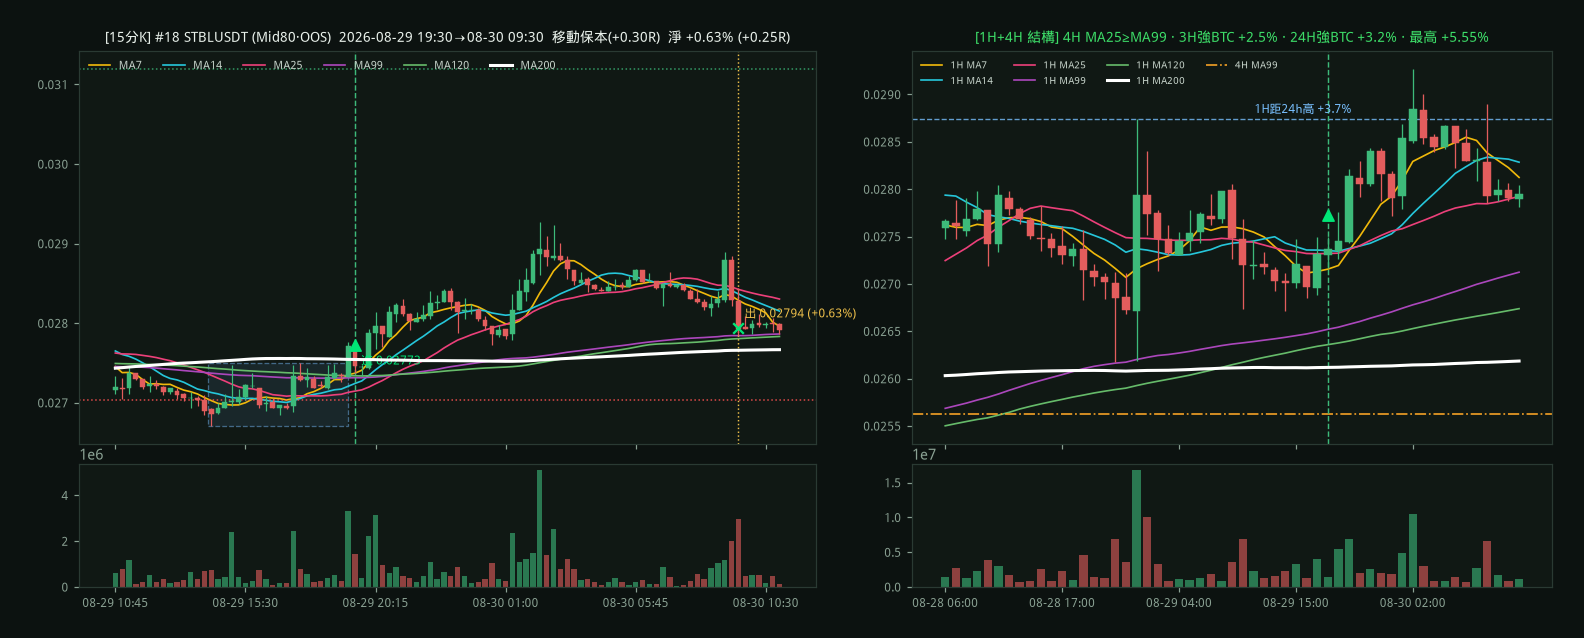 [15分K] #18 STBLUSDT (Mid80·OOS)  2026-08-29 19:30→08-30 09:30  移動保本(+0.30R)  淨 +0.63% (+0.25R)
MA7
MA14
MA25
MA99
MA120
MA200
0.031
0.030
0.029
0.028
0.027
出 0.02794 (+0.63%)
0.02772
1e6
4
2
0
08-29 10:45
08-29 15:30
08-29 20:15
08-30 01:00
08-30 05:45
08-30 10:30
[1H+4H 結構] 4H MA25≥MA99 · 3H強BTC +2.5% · 24H強BTC +3.2% · 最高 +5.55%
1H MA7
1H MA25
1H MA120
4H MA99
1H MA14
1H MA99
1H MA200
1H距24h高 +3.7%
0.0290
0.0285
0.0280
0.0275
0.0270
0.0265
0.0260
0.0255
1e7
1.5
1.0
0.5
0.0
08-28 06:00
08-28 17:00
08-29 04:00
08-29 15:00
08-30 02:00